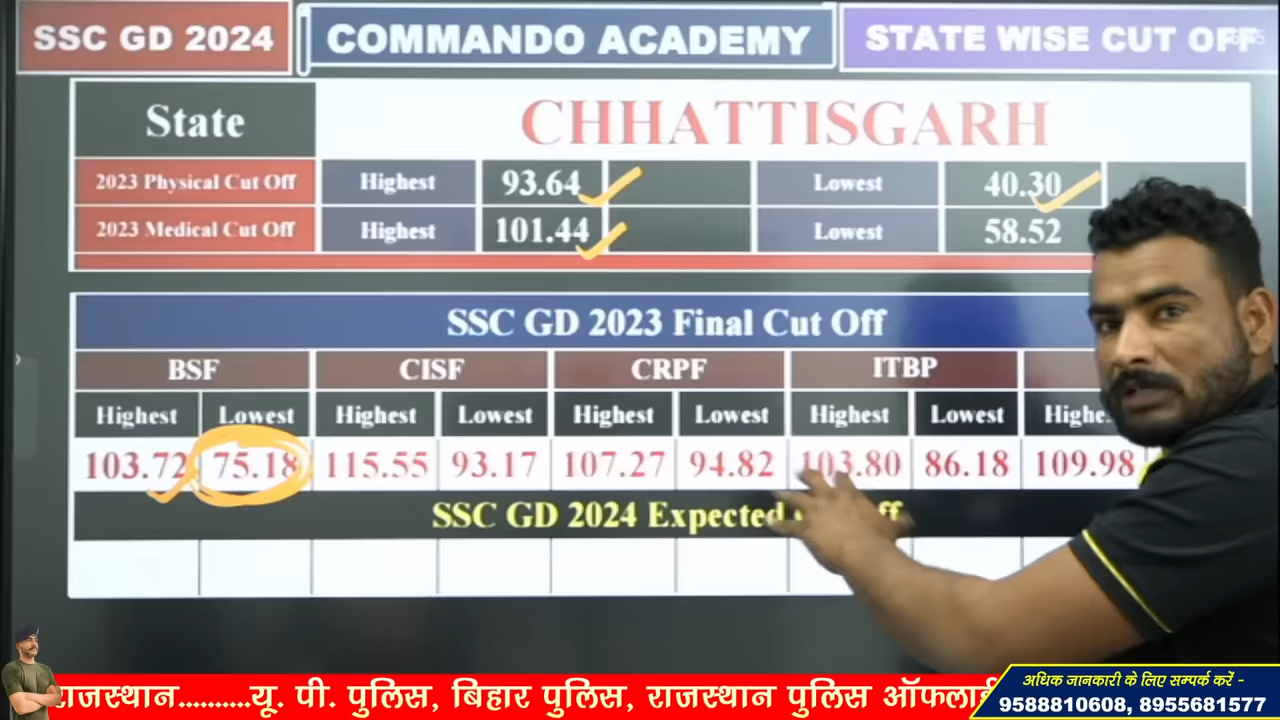 SSC GD 2024 COMMANDO ACADEMY STATE WISE CUT OFF
State CHHATTISGARH
2023 Physical Cut Off Highest 93.64 Lowest 40.30
2023 Medical Cut Off Highest 101.44 Lowest 58.52
SSC GD 2023 Final Cut Off
BSF CISF CRPF ITBP
Highest Lowest Highest Lowest Highest Lowest Highest Lowest Highe
103.72 75.18 115.55 93.17 107.27 94.82 103.80 86.18 109.98
SSC GD 2024 Expected ff
राजस्थान..........यू. पी. पुलिस, बिहार पुलिस, राजस्थान पुलिस ऑफलाई
अधिक जानकारी के लिए सम्पर्क करें -
9588810608, 8955681577